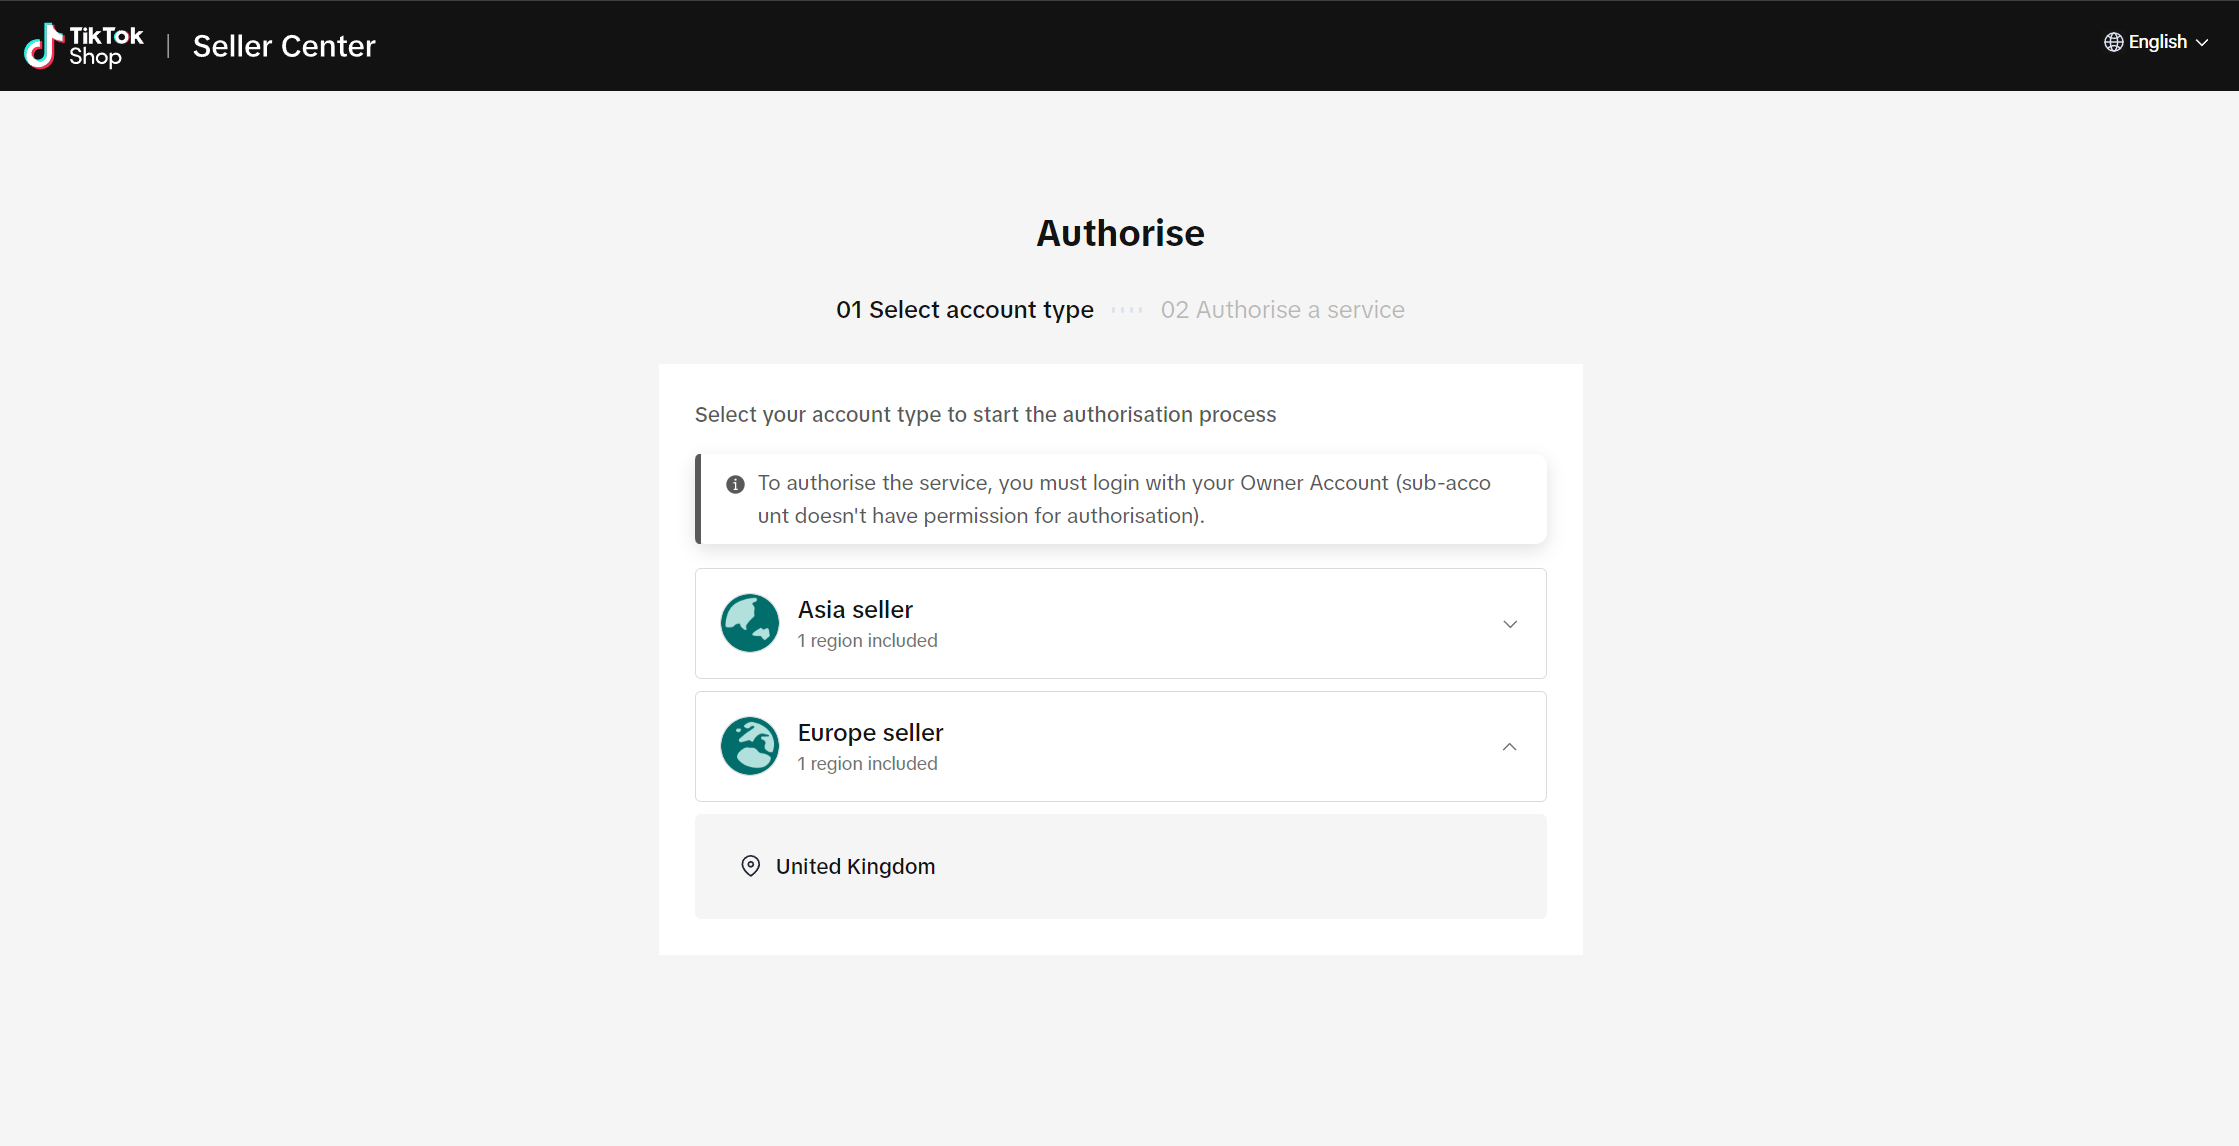 TikTok
Shop
Seller Center
English
Authorise
01 Select account type
02 Authorise a service
Select your account type to start the authorisation process
To authorise the service, you must login with your Owner Account (sub-acco
unt doesn't have permission for authorisation).
Asia seller
1 region included
Europe seller
1 region included
United Kingdom